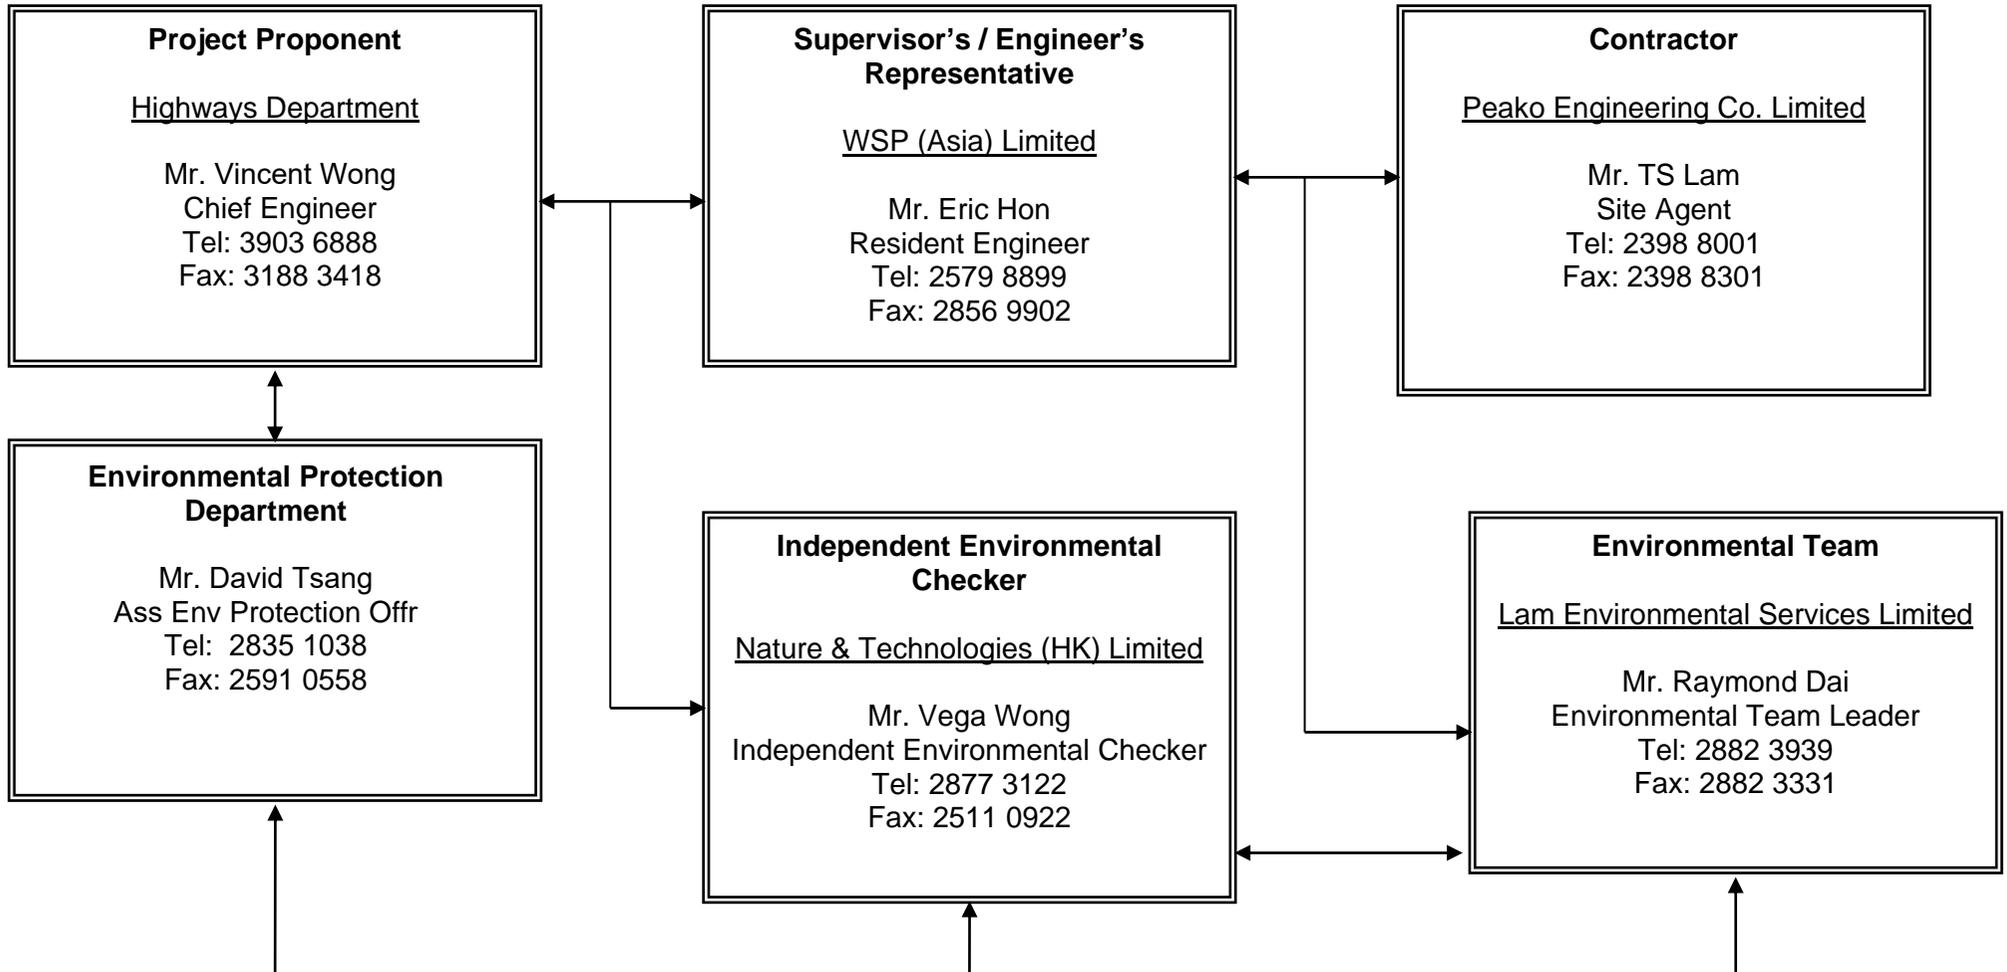 Project Proponent
Highways Department
Mr. Vincent Wong
Chief Engineer
Tel: 3903 6888
Fax: 3188 3418
Supervisor’s / Engineer’s
Representative
WSP (Asia) Limited
Mr. Eric Hon
Resident Engineer
Tel: 2579 8899
Fax: 2856 9902
Contractor
Peako Engineering Co. Limited
Mr. TS Lam
Site Agent
Tel: 2398 8001
Fax: 2398 8301
Environmental Protection
Department
Mr. David Tsang
Ass Env Protection Offr
Tel:  2835 1038
Fax: 2591 0558
Independent Environmental
Checker
Nature & Technologies (HK) Limited
Mr. Vega Wong
Independent Environmental Checker
Tel: 2877 3122
Fax: 2511 0922
Environmental Team
Lam Environmental Services Limited
Mr. Raymond Dai
Environmental Team Leader
Tel: 2882 3939
Fax: 2882 3331